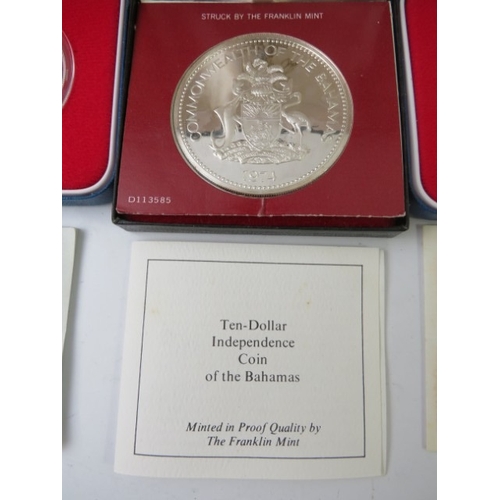 STRUCK BY THE FRANKLIN MINT
COMMONWEALTH OF THE BAHAMAS
D113585
Ten-Dollar
Independence
Coin
of the Bahamas
Minted in Proof Quality by
The Franklin Mint